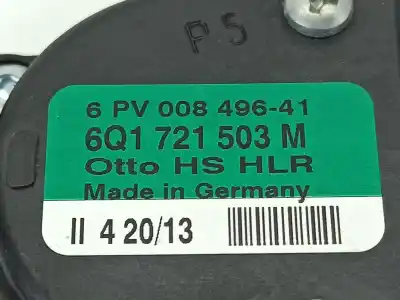 PS
6 PV 008 496-41
6Q1 721 503 M
Otto HS HLR
Made in Germany
II 4 20/13